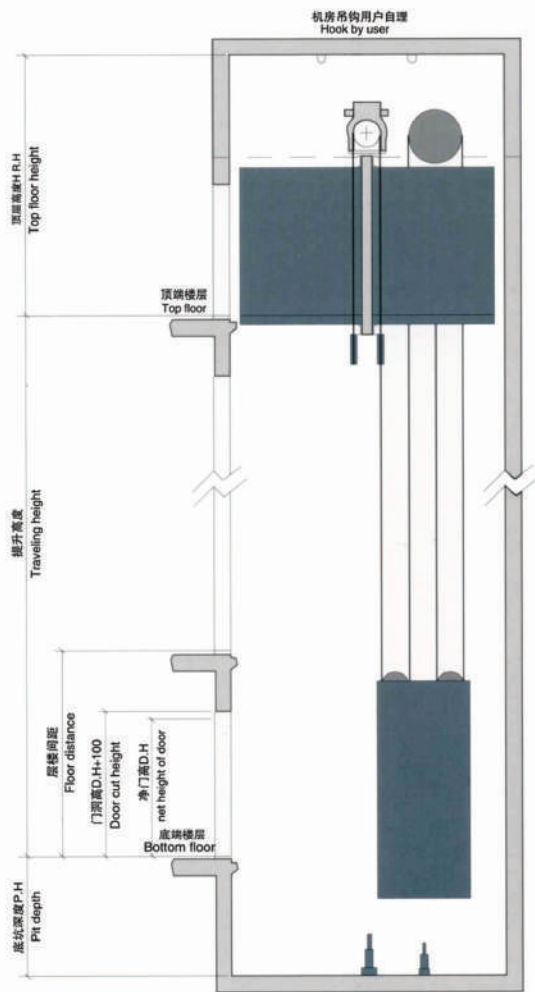 机房吊钩用户自理
Hook by user
顶层高度H R.H
Top floor height
顶端楼层
Top floor
提升高度
Traveling height
层楼间距
Floor distance
门洞高D.H+100
Door cut height
净门高D.H
net height of door
底端楼层
Bottom floor
底坑深度P.H
Pit depth